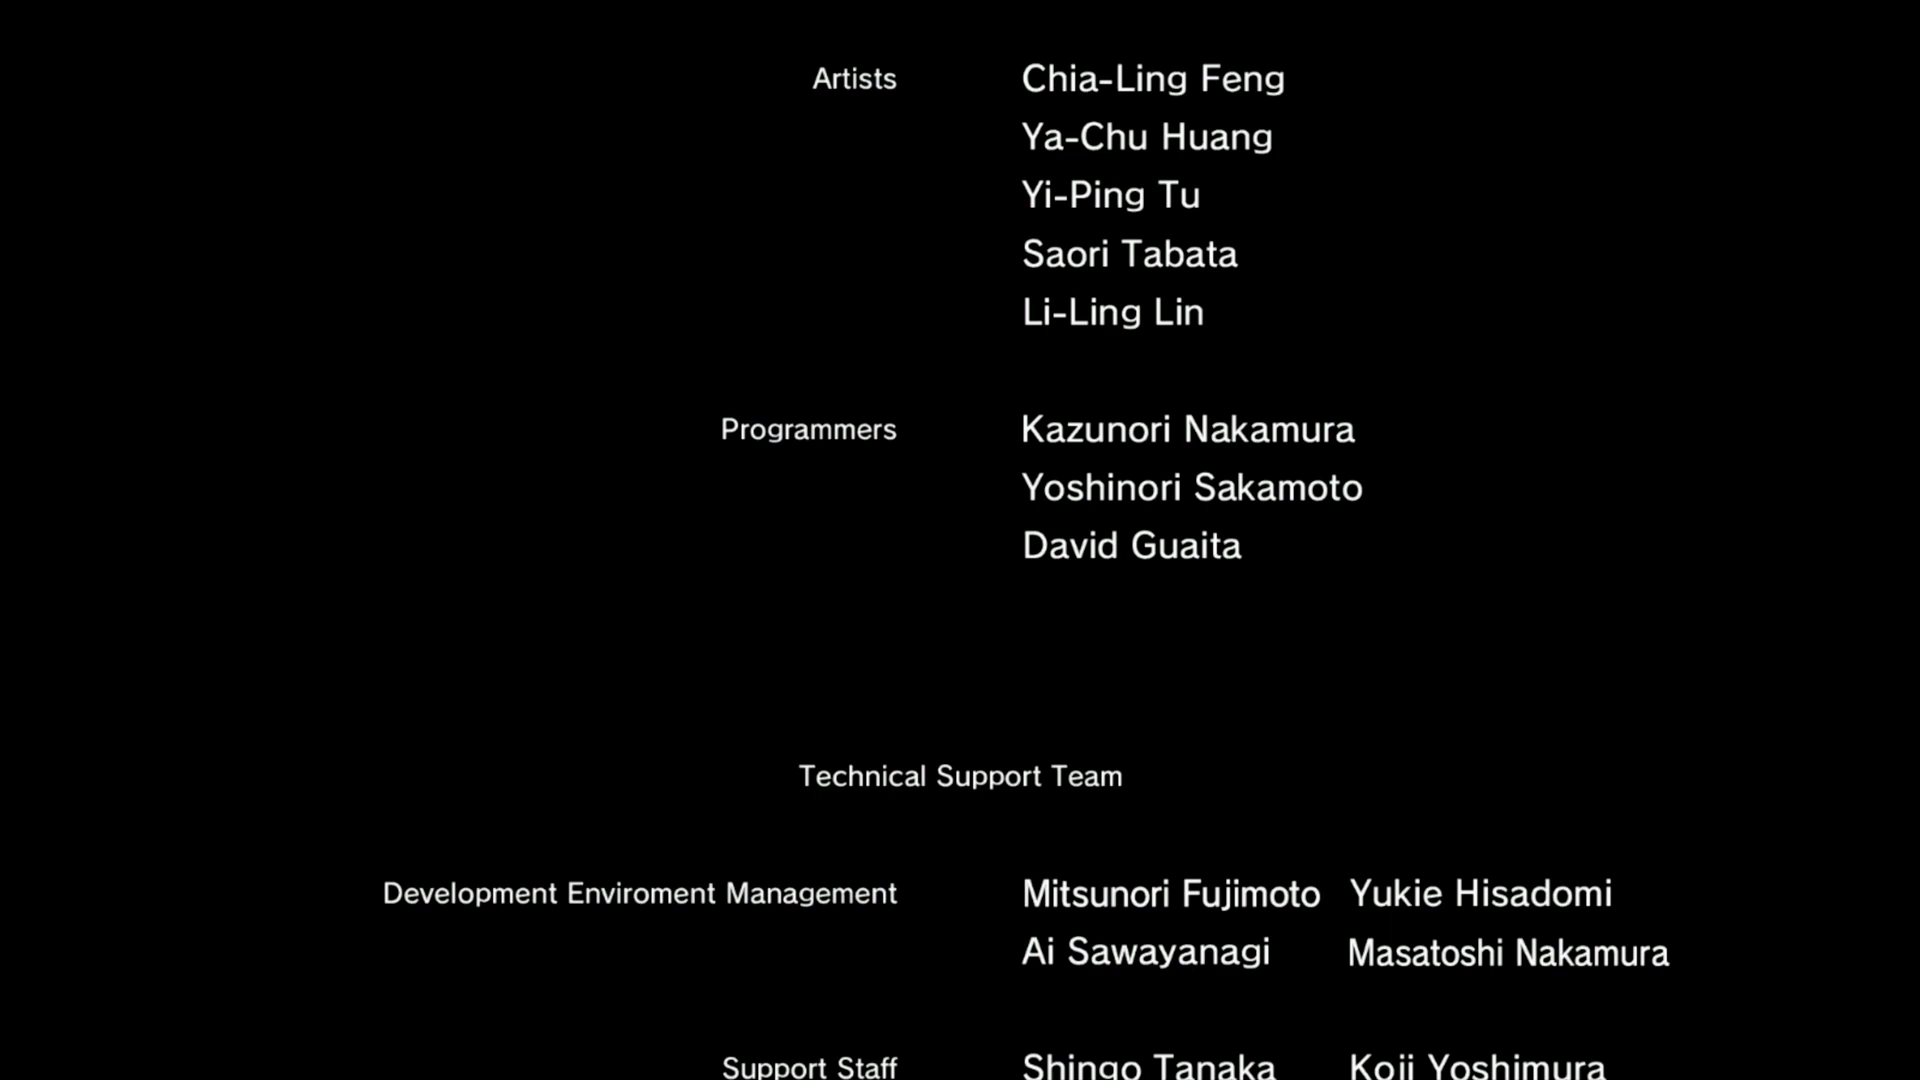 Artists Chia-Ling Feng
Ya-Chu Huang
Yi-Ping Tu
Saori Tabata
Li-Ling Lin
Programmers Kazunori Nakamura
Yoshinori Sakamoto
David Guaita
Technical Support Team
Development Enviroment Management Mitsunori Fujimoto Yukie Hisadomi
Ai Sawayanagi Masatoshi Nakamura
Support Staff Shingo Tanaka Koji Yoshimura